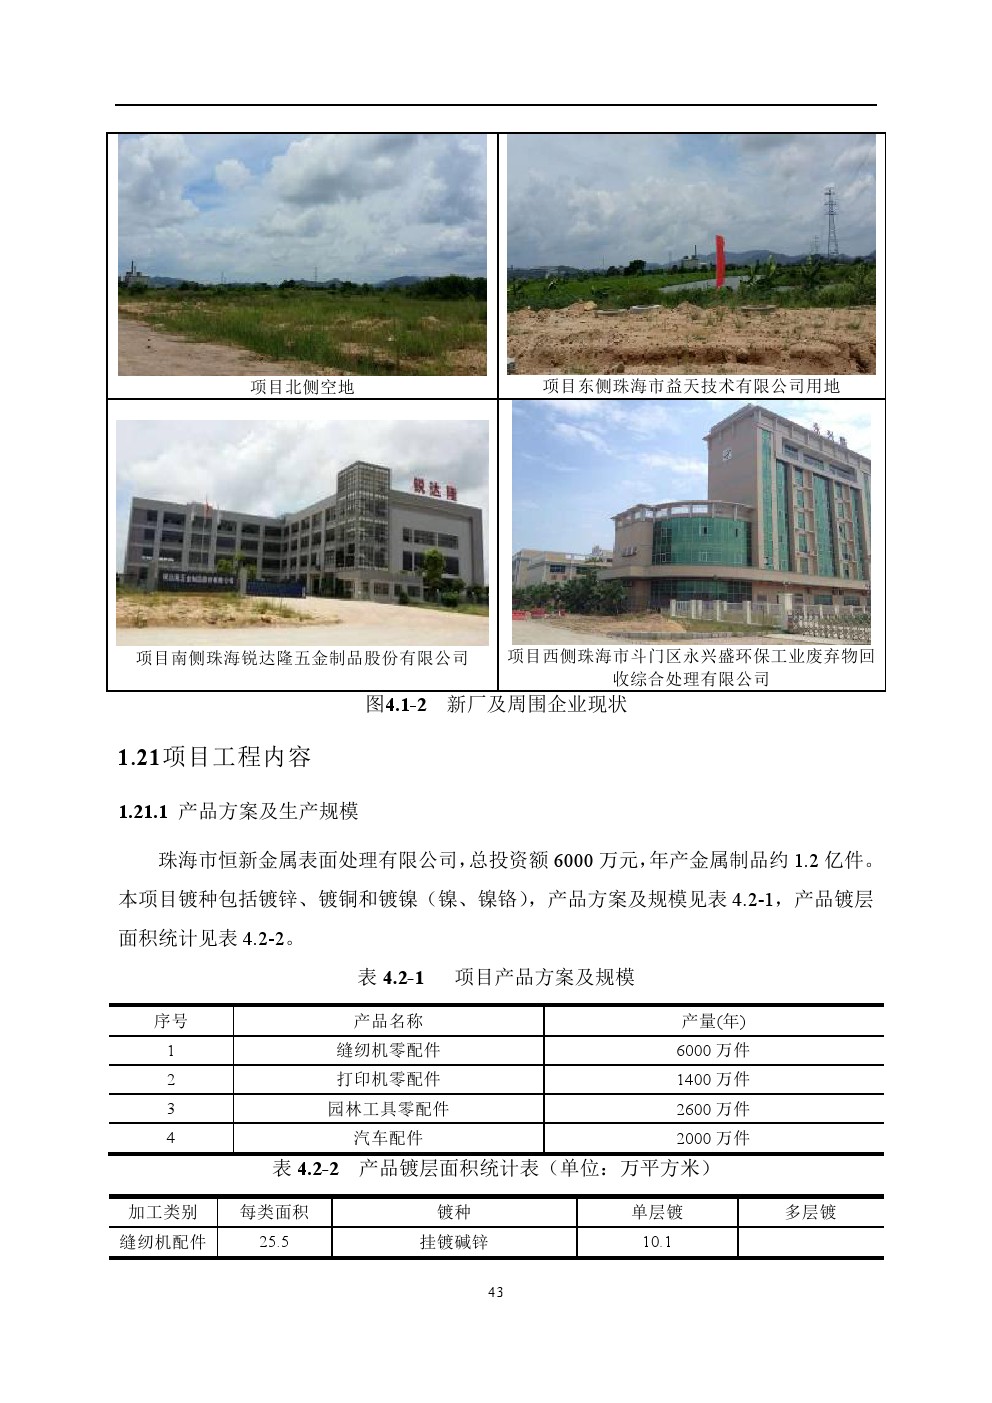 项目北侧空地
项目东侧珠海市益天技术有限公司用地
锐达隆
项目南侧珠海锐达隆五金制品股份有限公司
项目西侧珠海市斗门区永兴盛环保工业废弃物回
收综合处理有限公司
图4.1-2 新厂及周围企业现状
1.21项目工程内容
1.21.1 产品方案及生产规模
珠海市恒新金属表面处理有限公司，总投资额 6000 万元，年产金属制品约 1.2 亿件。
本项目镀种包括镀锌、镀铜和镀镍（镍、镍铬），产品方案及规模见表 4.2-1，产品镀层
面积统计见表 4.2-2。
表 4.2-1 项目产品方案及规模
序号 产品名称 产量(年)
1 缝纫机零配件 6000 万件
2 打印机零配件 1400 万件
3 园林工具零配件 2600 万件
4 汽车配件 2000 万件
表 4.2-2 产品镀层面积统计表（单位：万平方米）
加工类别 每类面积 镀种 单层镀 多层镀
缝纫机配件 25.5 挂镀碱锌 10.1
43